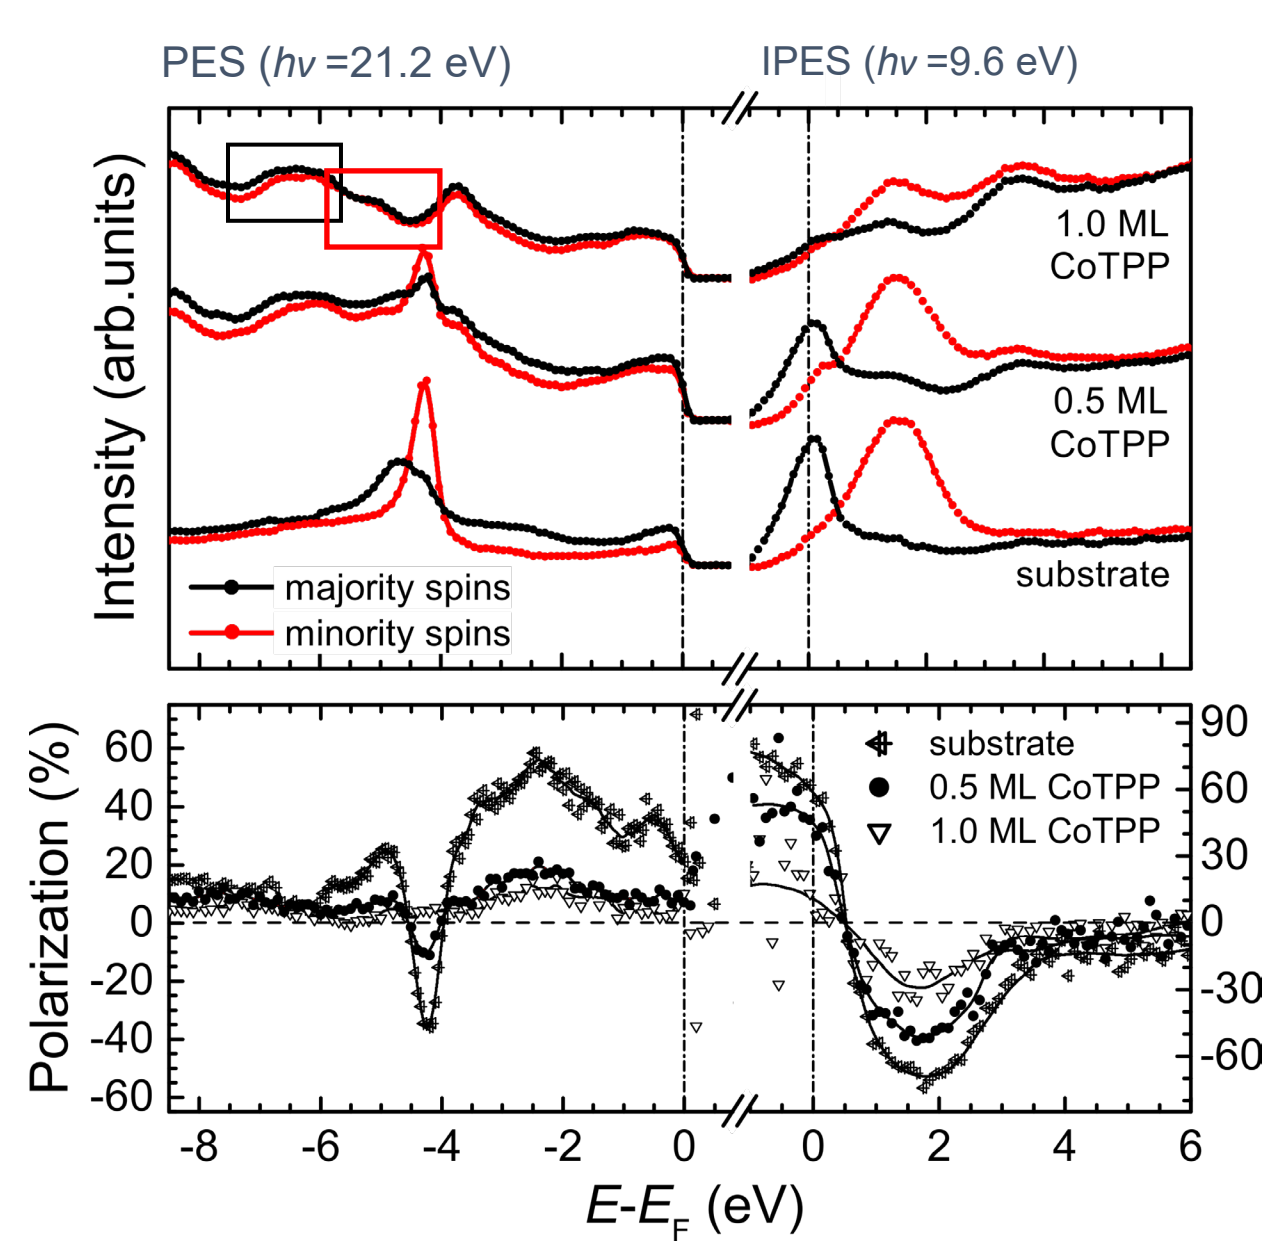 PES (hν =21.2 eV)
IPES (hν =9.6 eV)
Intensity (arb.units)
1.0 ML
CoTPP
0.5 ML
CoTPP
substrate
majority spins
minority spins
Polarization (%)
60
40
20
0
-20
-40
-60
90
60
30
0
-30
-60
substrate
0.5 ML CoTPP
1.0 ML CoTPP
-8 -6 -4 -2 0 0 2 4 6
E-EF (eV)